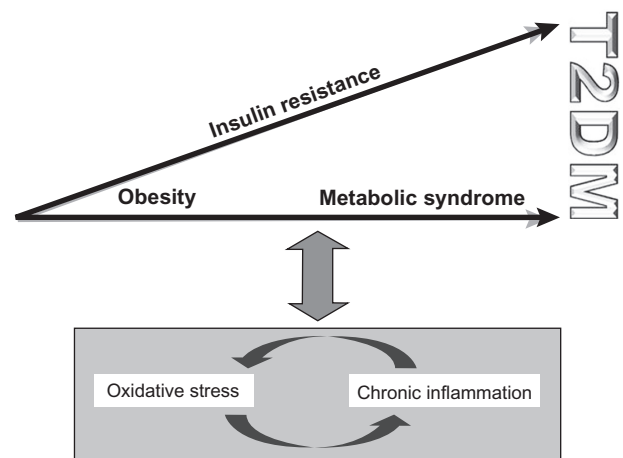 Insulin resistance
T2DM
Obesity
Metabolic syndrome
Oxidative stress
Chronic inflammation